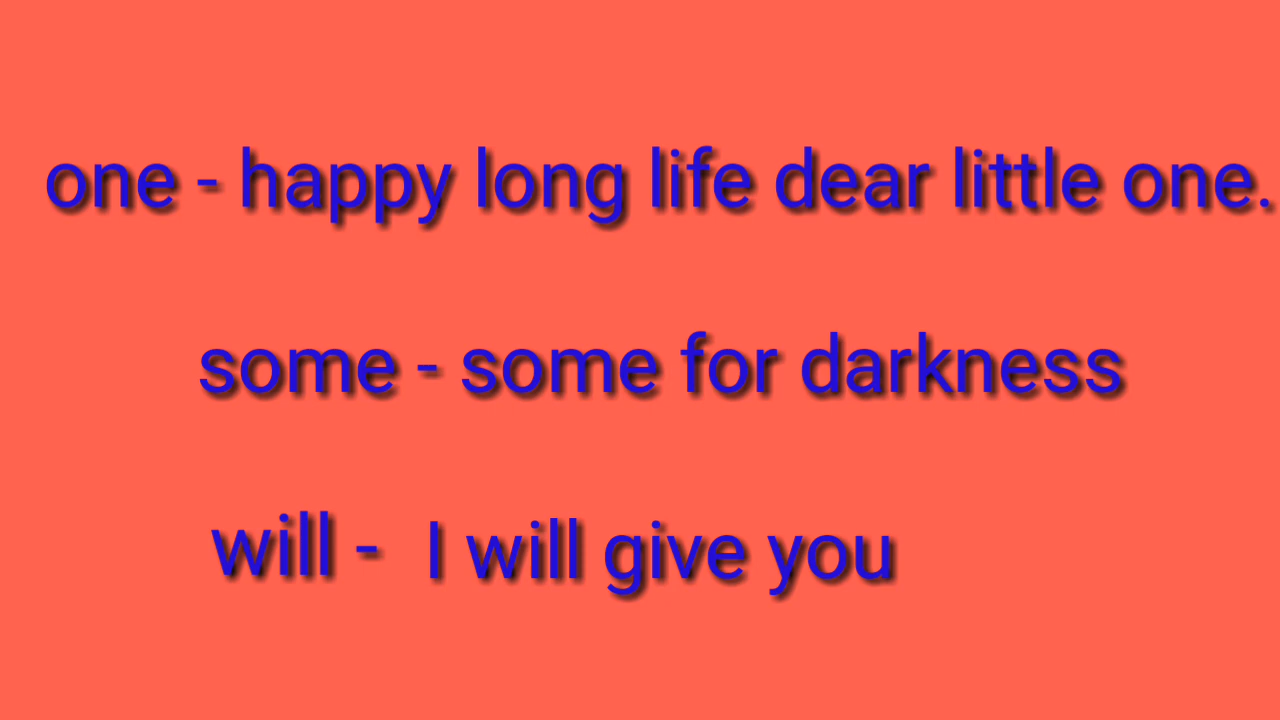 one - happy long life dear little one.
some - some for darkness
will - I will give you